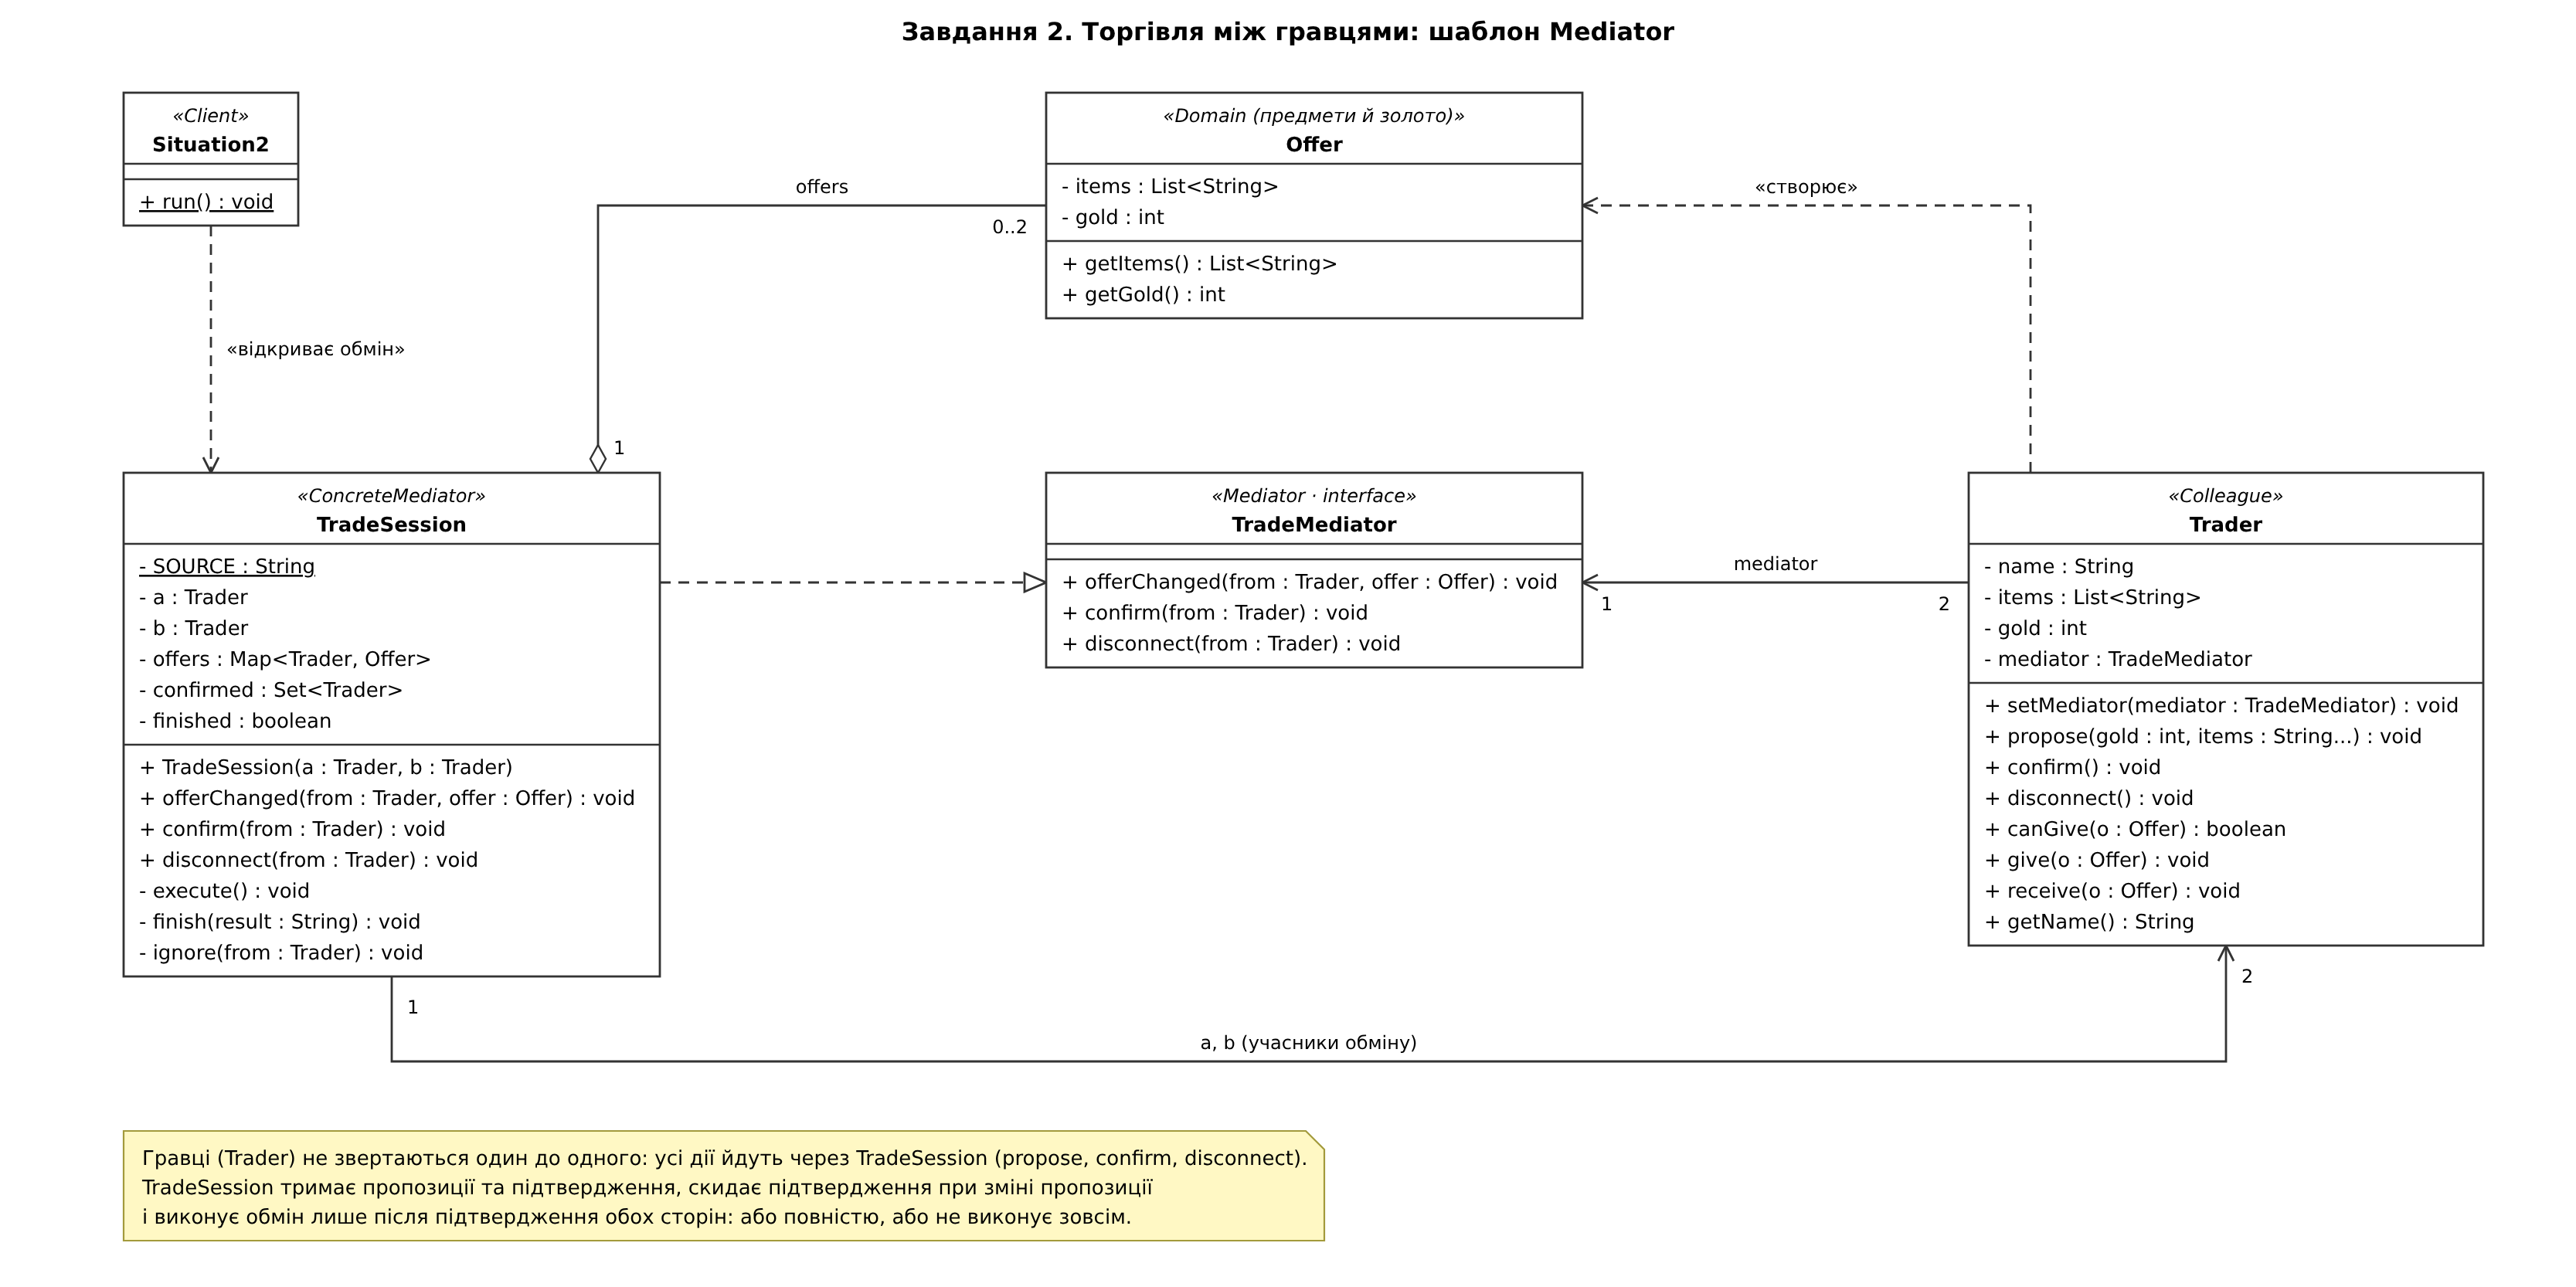 Завдання 2. Торгівля між гравцями: шаблон Mediator
«Client»
Situation2
+ run() : void
«Domain (предмети й золото)»
Offer
- items : List<String>
- gold : int
+ getItems() : List<String>
+ getGold() : int
offers
0..2
«створює»
«відкриває обмін»
1
«ConcreteMediator»
TradeSession
- SOURCE : String
- a : Trader
- b : Trader
- offers : Map<Trader, Offer>
- confirmed : Set<Trader>
- finished : boolean
+ TradeSession(a : Trader, b : Trader)
+ offerChanged(from : Trader, offer : Offer) : void
+ confirm(from : Trader) : void
+ disconnect(from : Trader) : void
- execute() : void
- finish(result : String) : void
- ignore(from : Trader) : void
«Mediator · interface»
TradeMediator
+ offerChanged(from : Trader, offer : Offer) : void
+ confirm(from : Trader) : void
+ disconnect(from : Trader) : void
mediator
1
2
«Colleague»
Trader
- name : String
- items : List<String>
- gold : int
- mediator : TradeMediator
+ setMediator(mediator : TradeMediator) : void
+ propose(gold : int, items : String...) : void
+ confirm() : void
+ disconnect() : void
+ canGive(o : Offer) : boolean
+ give(o : Offer) : void
+ receive(o : Offer) : void
+ getName() : String
1
2
a, b (учасники обміну)
Гравці (Trader) не звертаються один до одного: усі дії йдуть через TradeSession (propose, confirm, disconnect).
TradeSession тримає пропозиції та підтвердження, скидає підтвердження при зміні пропозиції
і виконує обмін лише після підтвердження обох сторін: або повністю, або не виконує зовсім.